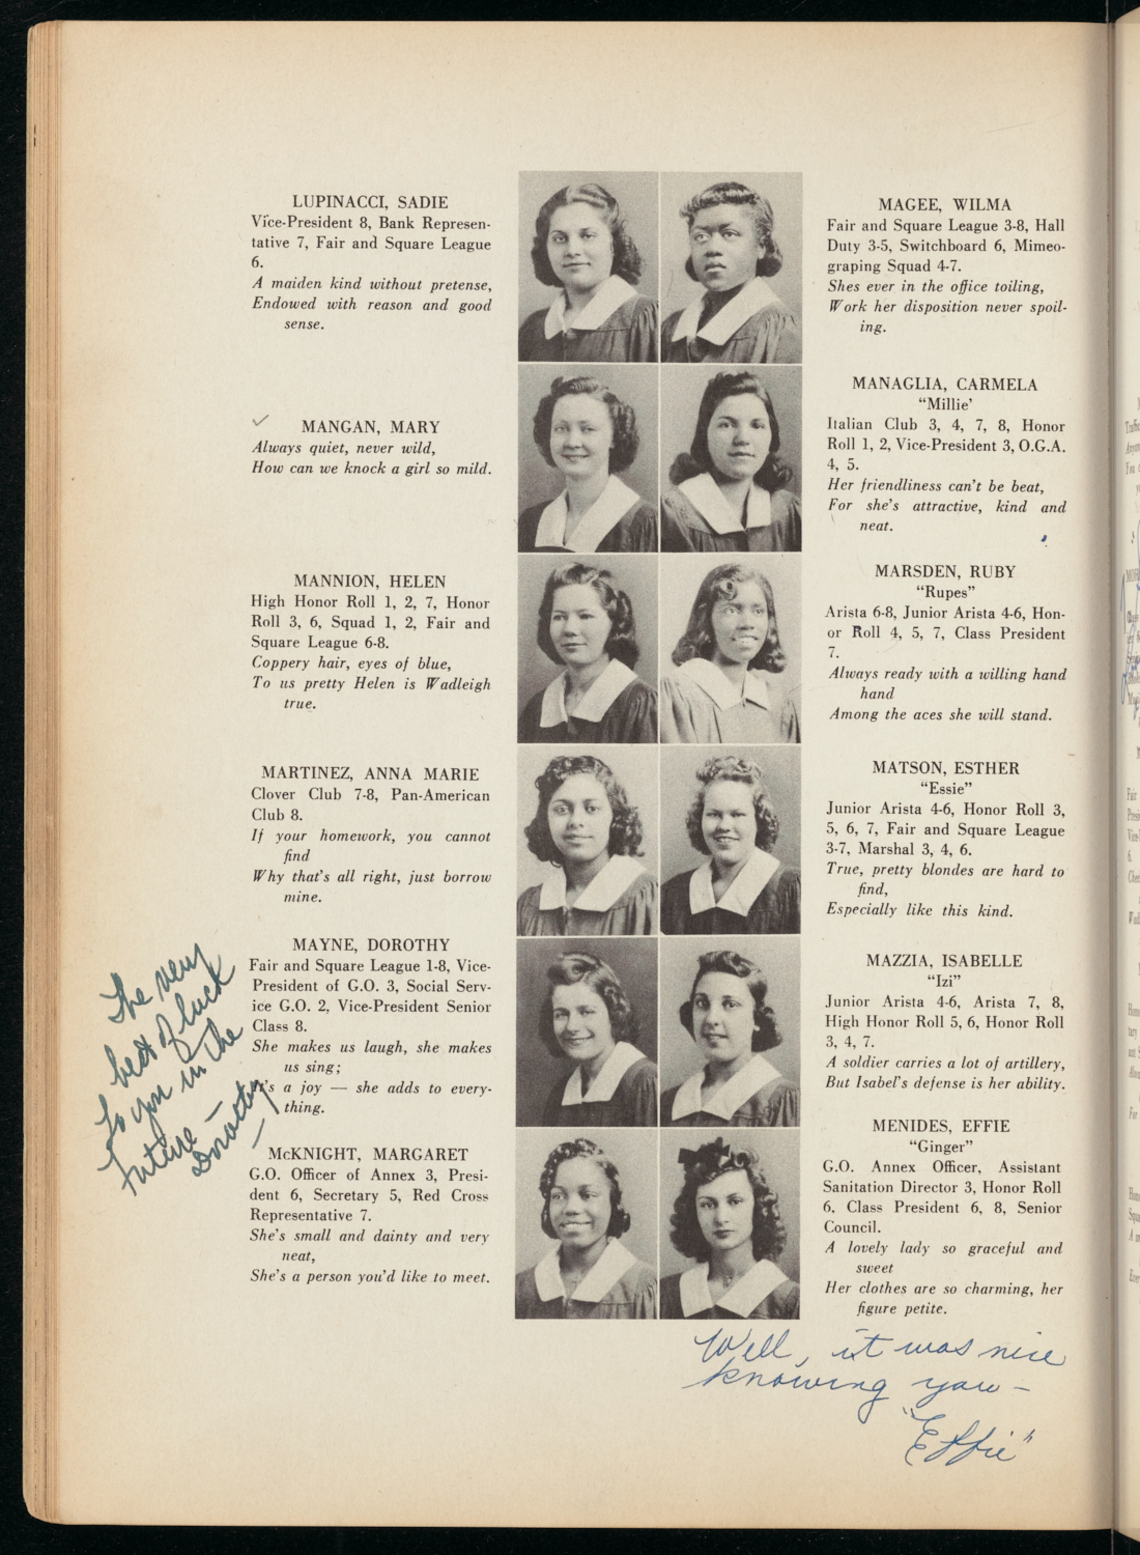 LUPINACCI, SADIE
Vice-President 8, Bank Represen-
tative 7, Fair and Square League
6.
A maiden kind without pretense,
Endowed with reason and good
sense.
MANGAN, MARY
Always quiet, never wild,
How can we knock a girl so mild.
MANNION, HELEN
High Honor Roll 1, 2, 7, Honor
Roll 3, 6, Squad 1, 2, Fair and
Square League 6-8.
Coppery hair, eyes of blue,
To us pretty Helen is Wadleigh
true.
MARTINEZ, ANNA MARIE
Clover Club 7-8, Pan-American
Club 8.
If your homework, you cannot
find
Why that's all right, just borrow
mine.
MAYNE, DOROTHY
Fair and Square League 1-8, Vice-
President of G.O. 3, Social Serv-
ice G.O. 2, Vice-President Senior
Class 8.
She makes us laugh, she makes
us sing;
It's a joy — she adds to every-
thing.
The very
best of luck
to you in the
future —
Dorothy —
McKNIGHT, MARGARET
G.O. Officer of Annex 3, Presi-
dent 6, Secretary 5, Red Cross
Representative 7.
She's small and dainty and very
neat,
She's a person you'd like to meet.
MAGEE, WILMA
Fair and Square League 3-8, Hall
Duty 3-5, Switchboard 6, Mimeo-
graping Squad 4-7.
Shes ever in the office toiling,
Work her disposition never spoil-
ing.
MANAGLIA, CARMELA
"Millie'
Italian Club 3, 4, 7, 8, Honor
Roll 1, 2, Vice-President 3, O.G.A.
4, 5.
Her friendliness can't be beat,
For she's attractive, kind and
neat.
MARSDEN, RUBY
"Rupes"
Arista 6-8, Junior Arista 4-6, Hon-
or Roll 4, 5, 7, Class President
7.
Always ready with a willing hand
hand
Among the aces she will stand.
MATSON, ESTHER
"Essie"
Junior Arista 4-6, Honor Roll 3,
5, 6, 7, Fair and Square League
3-7, Marshal 3, 4, 6.
True, pretty blondes are hard to
find,
Especially like this kind.
MAZZIA, ISABELLE
"Izi"
Junior Arista 4-6, Arista 7, 8,
High Honor Roll 5, 6, Honor Roll
3, 4, 7.
A soldier carries a lot of artillery,
But Isabel's defense is her ability.
MENIDES, EFFIE
"Ginger"
G.O. Annex Officer, Assistant
Sanitation Director 3, Honor Roll
6, Class President 6, 8, Senior
Council.
A lovely lady so graceful and
sweet
Her clothes are so charming, her
figure petite.
Well, it was nice
knowing you –
"Effie"